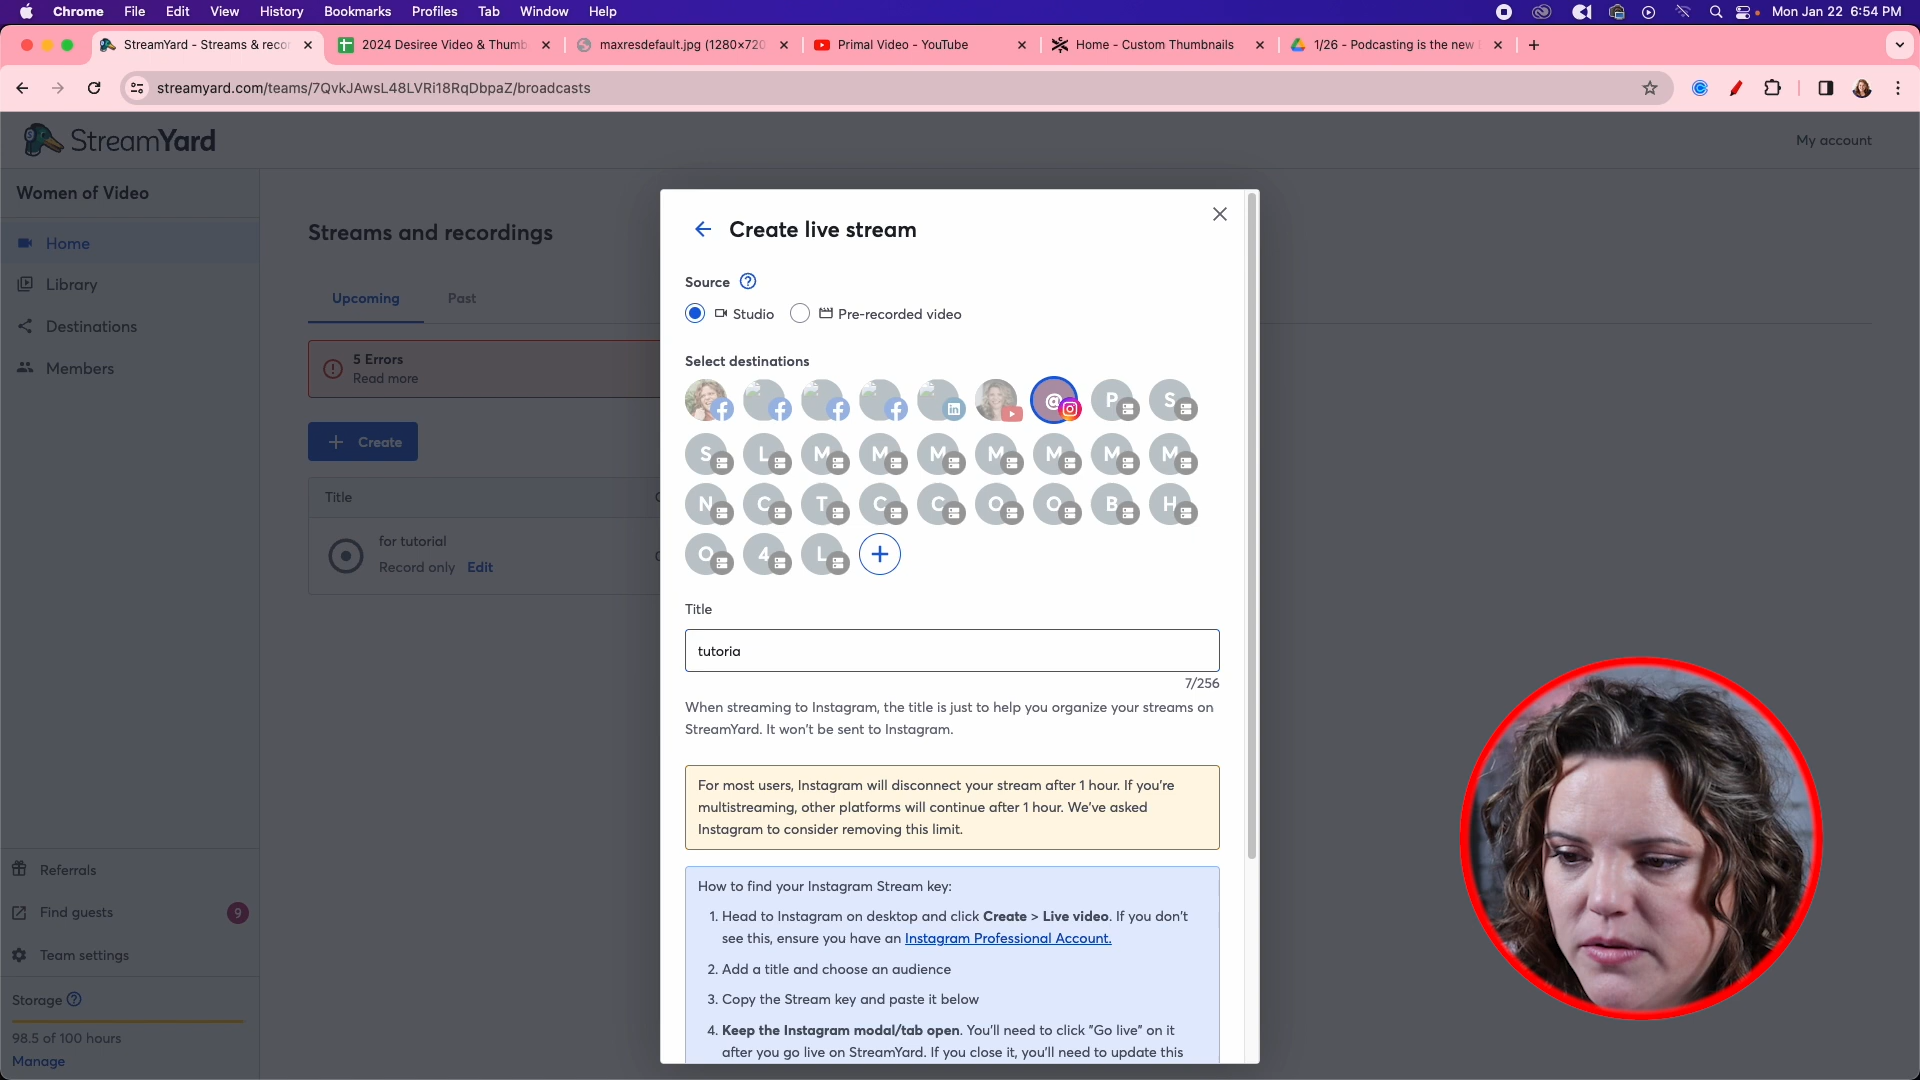 Chrome File Edit View History Bookmarks Profiles Tab Window Help Mon Jan 22 6:54 PM
StreamYard - Streams & recor 2024 Desiree Video & Thumb maxresdefault.jpg (1280×720 Primal Video - YouTube Home - Custom Thumbnails 1/26 - Podcasting is the new
streamyard.com/teams/7QvkJAwsL48LVRi18RqDbpaZ/broadcasts
StreamYard
My account
Women of Video
Home
Library
Destinations
Members
Streams and recordings
Upcoming Past
5 Errors
Read more
Create
Title
for tutorial
Record only Edit
Create live stream
Source ?
Studio Pre-recorded video
Select destinations
@ P S
S L M M M M M M M
N C T C C O O B H
O 4 L
Title
tutoria
7/256
When streaming to Instagram, the title is just to help you organize your streams on
StreamYard. It won't be sent to Instagram.
For most users, Instagram will disconnect your stream after 1 hour. If you're
multistreaming, other platforms will continue after 1 hour. We've asked
Instagram to consider removing this limit.
How to find your Instagram Stream key:
1. Head to Instagram on desktop and click Create > Live video. If you don't
see this, ensure you have an Instagram Professional Account.
2. Add a title and choose an audience
3. Copy the Stream key and paste it below
4. Keep the Instagram modal/tab open. You'll need to click "Go live" on it
after you go live on StreamYard. If you close it, you'll need to update this
Referrals
Find guests 9
Team settings
Storage ?
98.5 of 100 hours
Manage